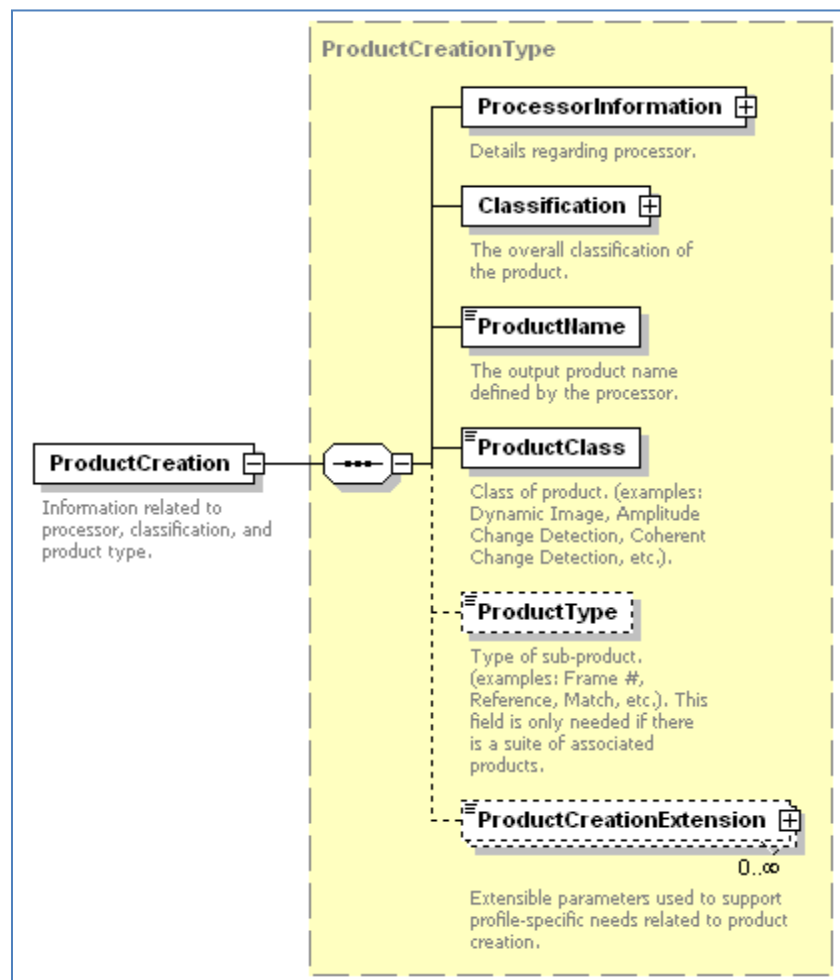 ProductCreationType
ProcessorInformation
Details regarding processor.
Classification
The overall classification of
the product.
ProductName
The output product name
defined by the processor.
ProductCreation
Information related to
processor, classification, and
product type.
ProductClass
Class of product. (examples:
Dynamic Image, Amplitude
Change Detection, Coherent
Change Detection, etc.).
ProductType
Type of sub-product.
(examples: Frame #,
Reference, Match, etc.). This
field is only needed if there
is a suite of associated
products.
ProductCreationExtension
0..∞
Extensible parameters used to support
profile-specific needs related to product
creation.